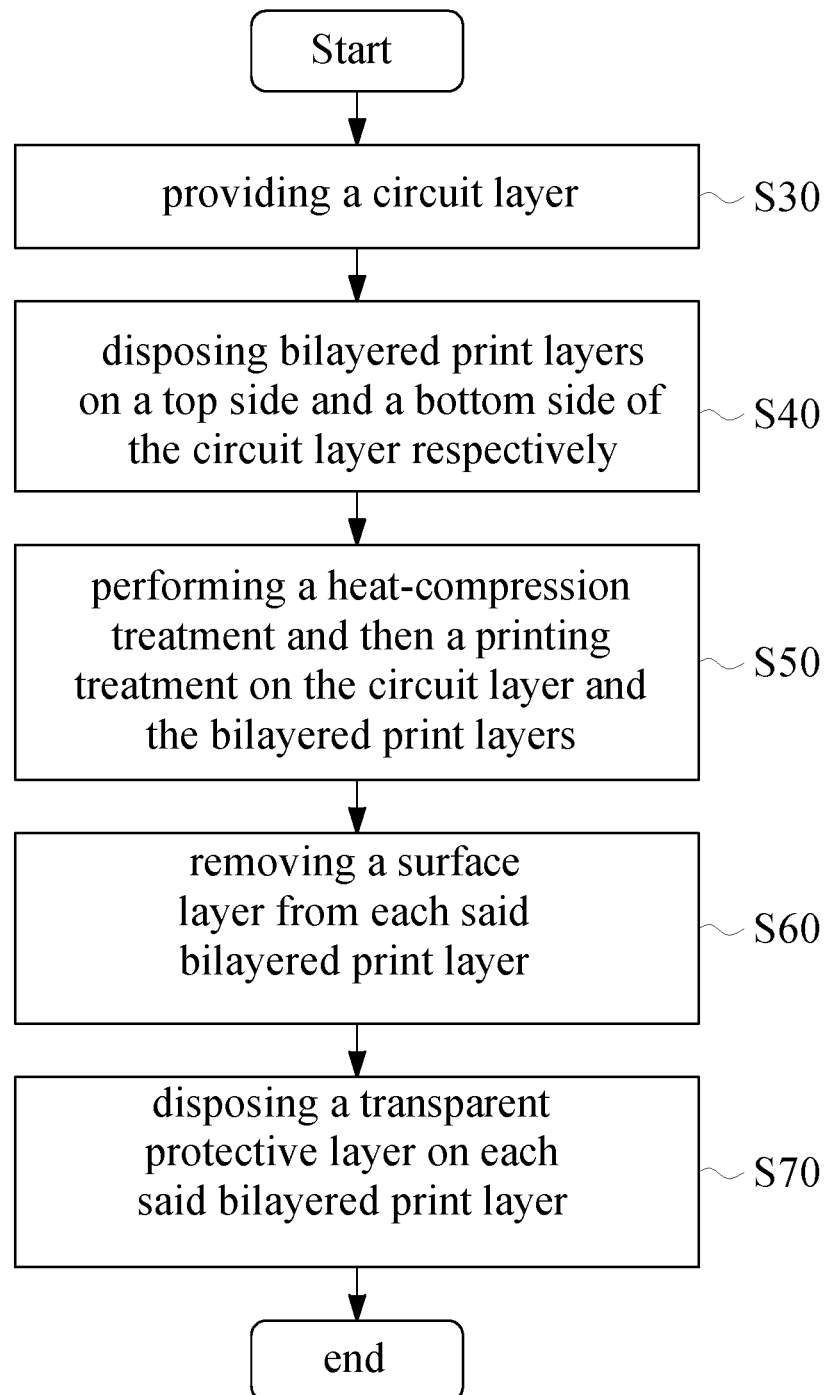 Start
providing a circuit layer
S30
disposing bilayered print layers
on a top side and a bottom side of
the circuit layer respectively
S40
performing a heat-compression
treatment and then a printing
treatment on the circuit layer and
the bilayered print layers
S50
removing a surface
layer from each said
bilayered print layer
S60
disposing a transparent
protective layer on each
said bilayered print layer
S70
end